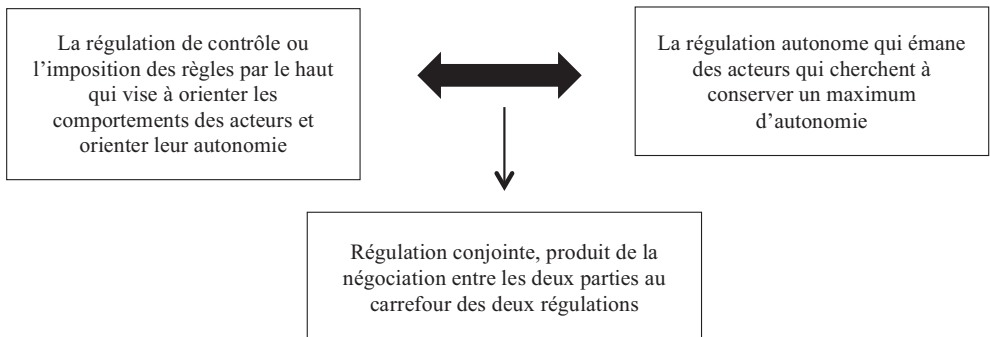 La régulation de contrôle ou
l’imposition des règles par le haut
qui vise à orienter les
comportements des acteurs et
orienter leur autonomie
La régulation autonome qui émane
des acteurs qui cherchent à
conserver un maximum
d’autonomie
Régulation conjointe, produit de la
négociation entre les deux parties au
carrefour des deux régulations